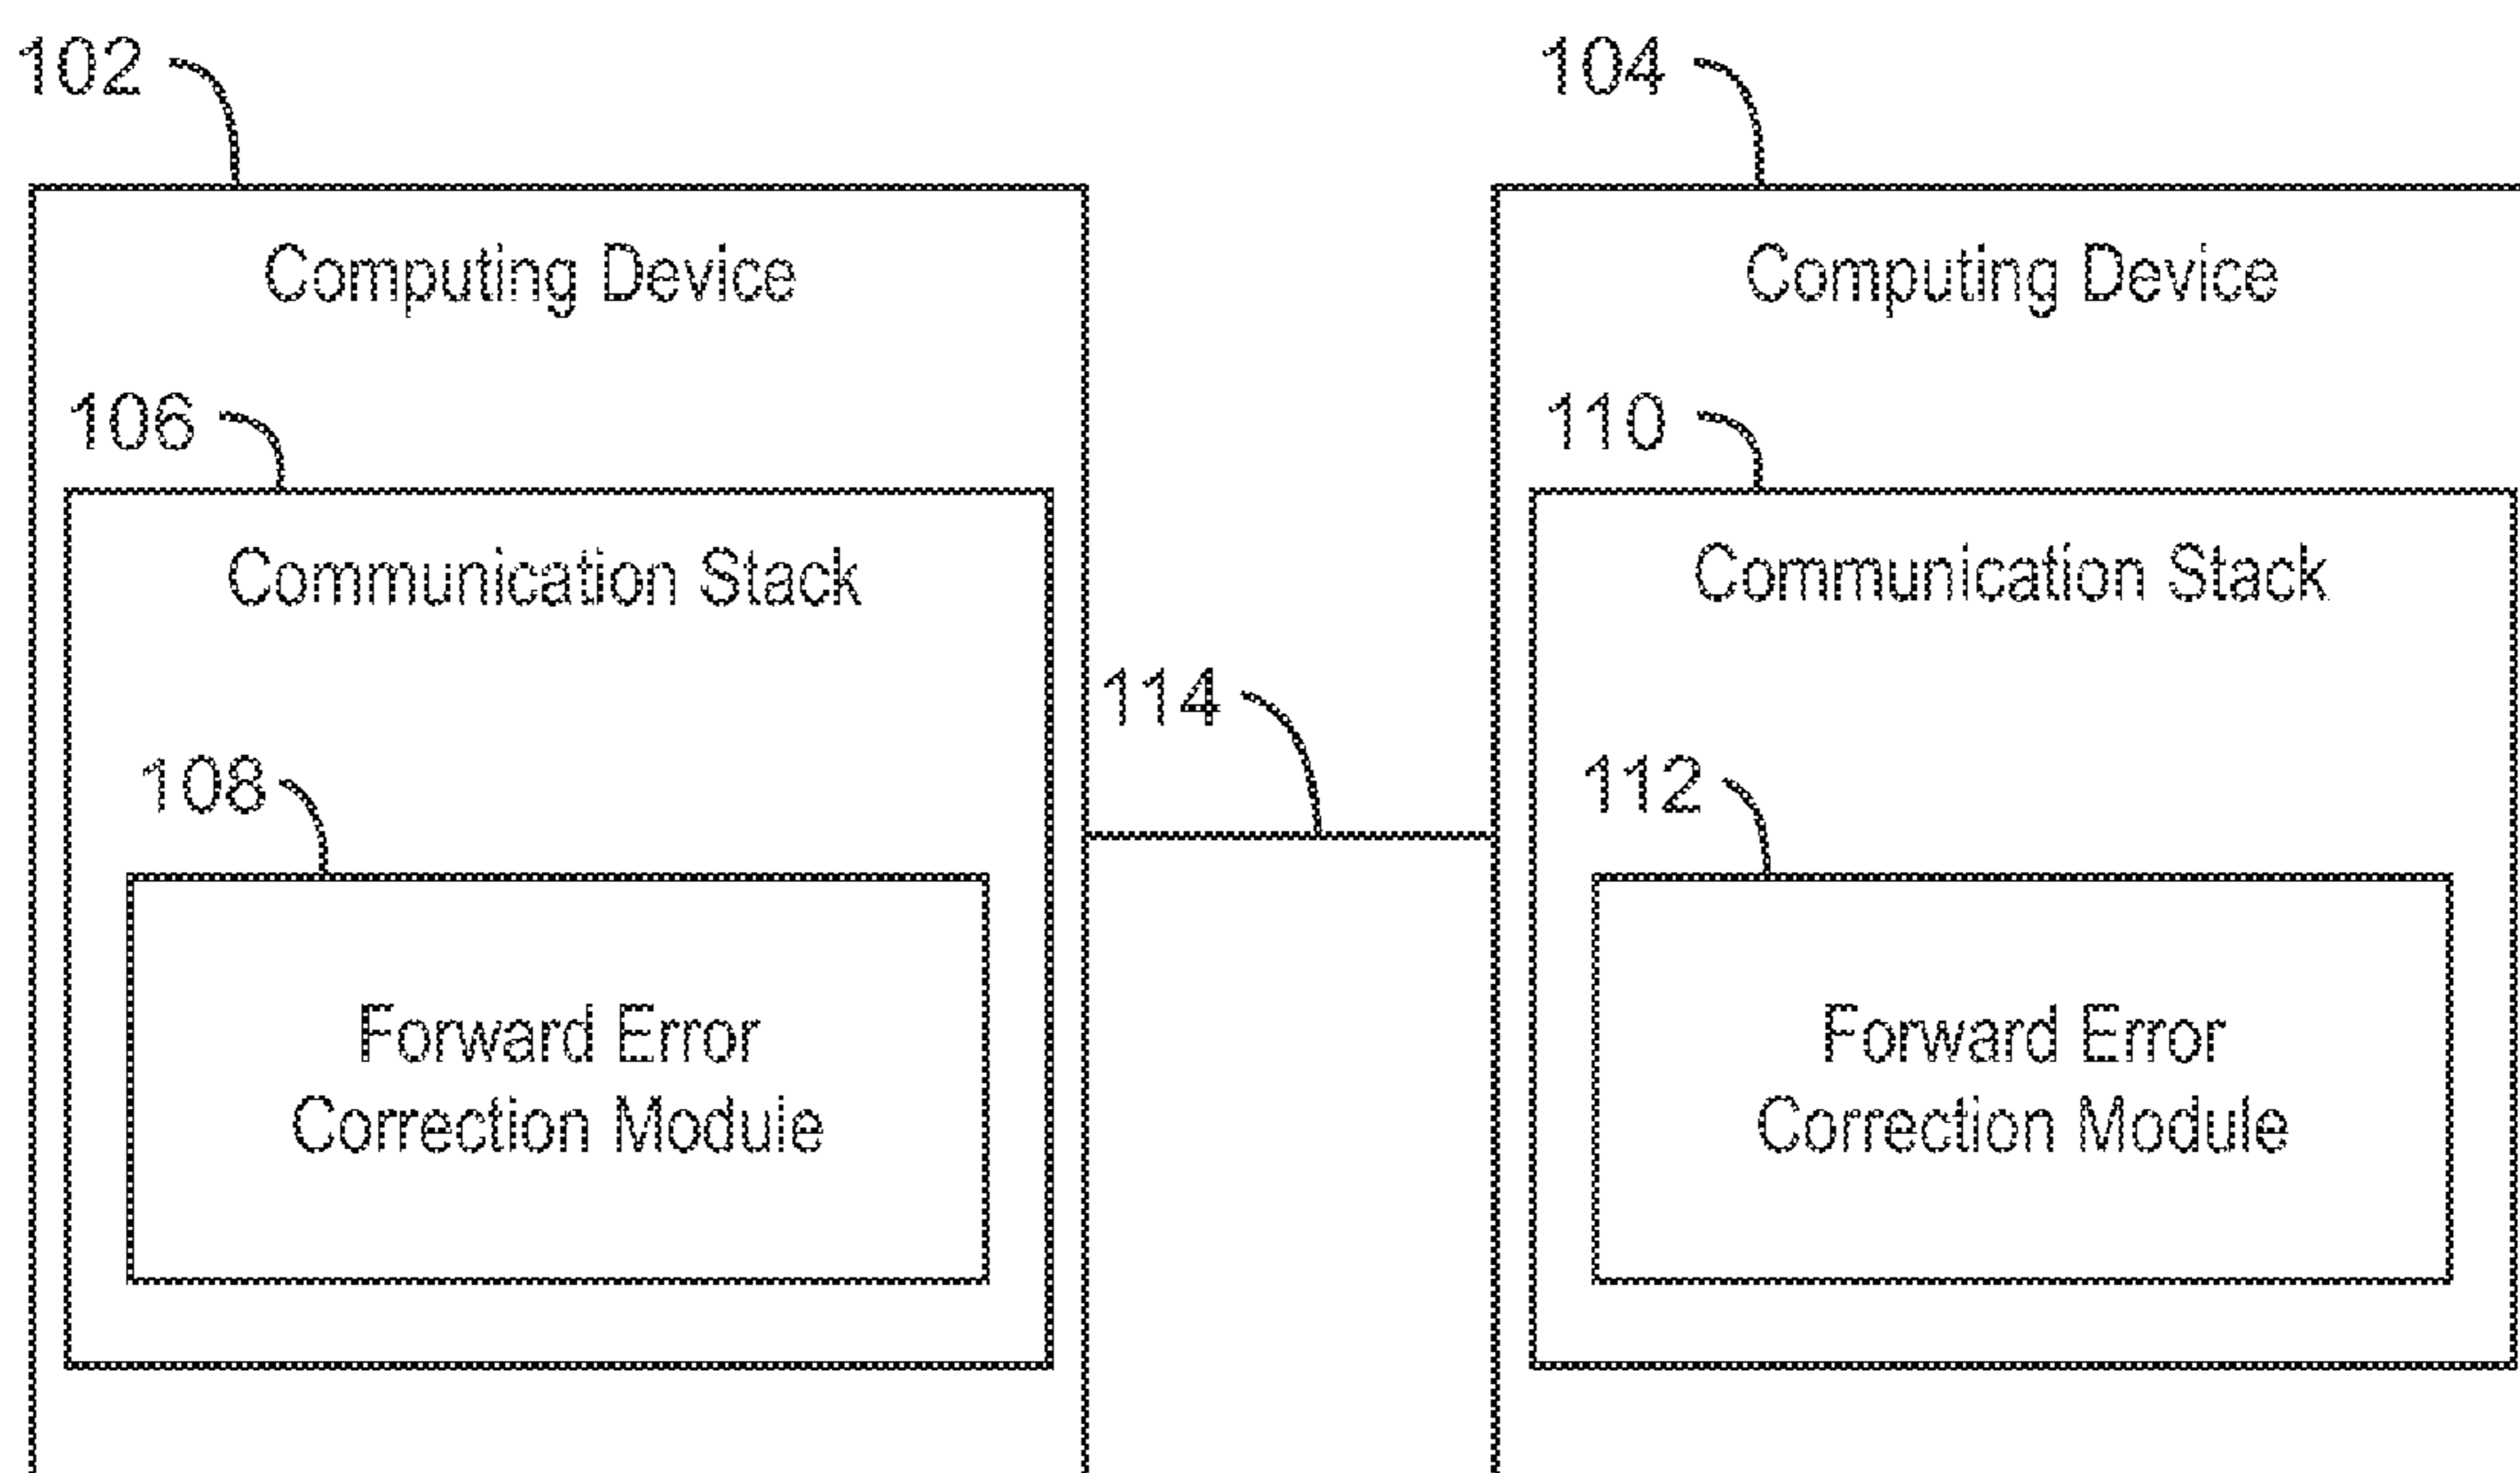 102
104
Computing Device
Computing Device
106
110
Communication Stack
Communication Stack
114
108
112
Forward Error
Correction Module
Forward Error
Correction Module